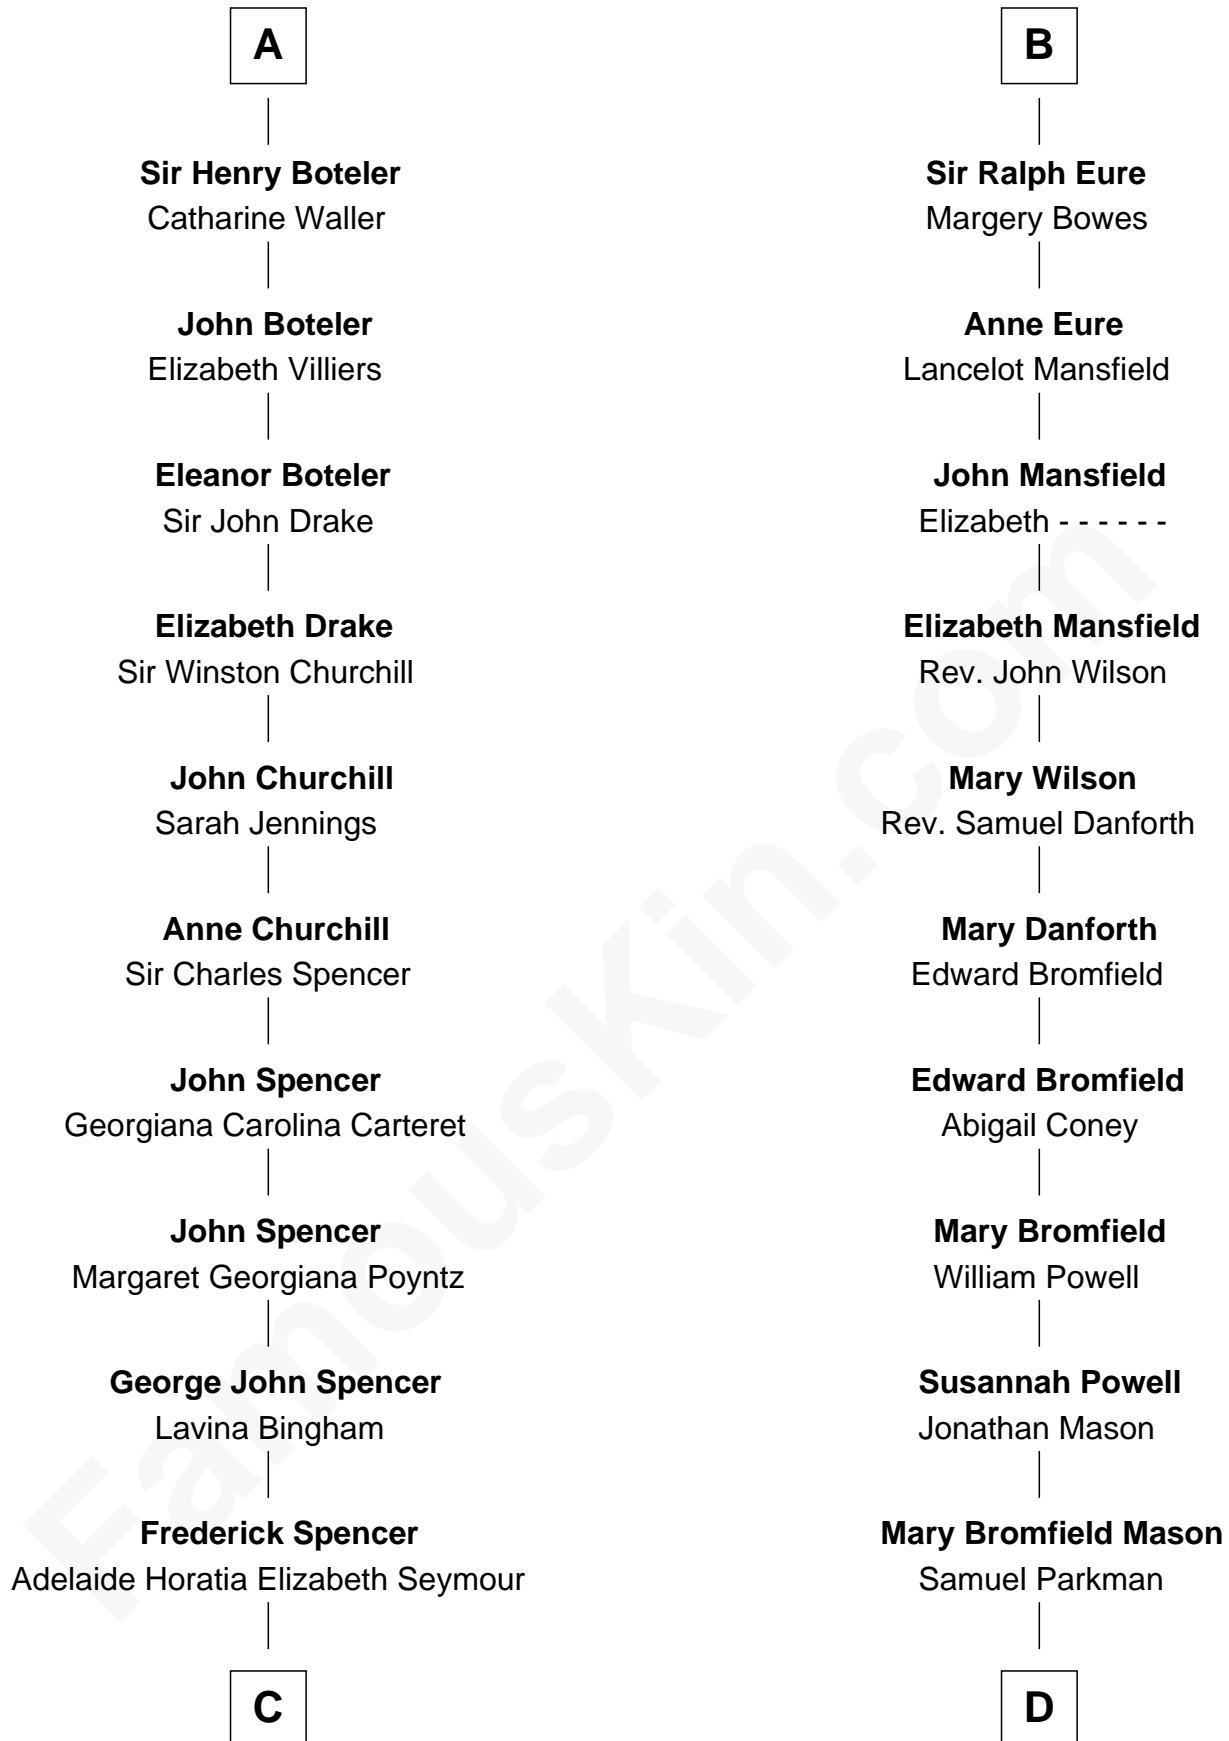 A
Sir Henry Boteler
Catharine Waller
John Boteler
Elizabeth Villiers
Eleanor Boteler
Sir John Drake
Elizabeth Drake
Sir Winston Churchill
John Churchill
Sarah Jennings
Anne Churchill
Sir Charles Spencer
John Spencer
Georgiana Carolina Carteret
John Spencer
Margaret Georgiana Poyntz
George John Spencer
Lavina Bingham
Frederick Spencer
Adelaide Horatia Elizabeth Seymour
C
B
Sir Ralph Eure
Margery Bowes
Anne Eure
Lancelot Mansfield
John Mansfield
Elizabeth - - - - - -
Elizabeth Mansfield
Rev. John Wilson
Mary Wilson
Rev. Samuel Danforth
Mary Danforth
Edward Bromfield
Edward Bromfield
Abigail Coney
Mary Bromfield
William Powell
Susannah Powell
Jonathan Mason
Mary Bromfield Mason
Samuel Parkman
D
FamousKin.com